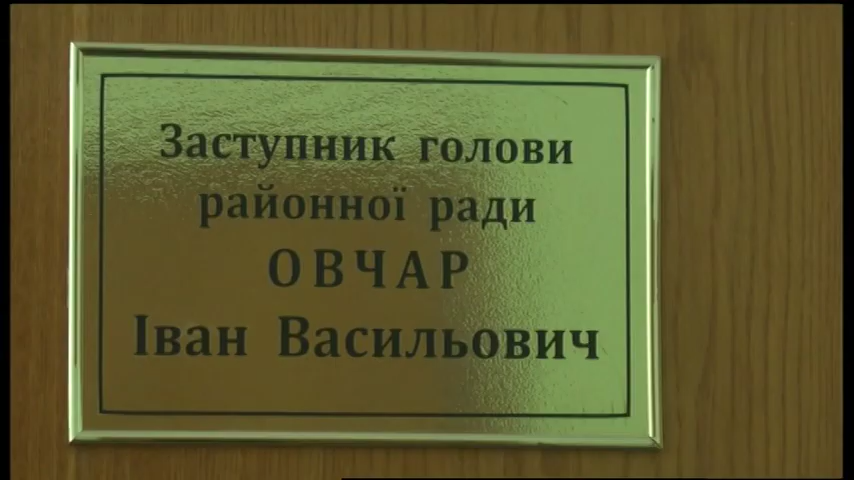 Заступник голови
районної ради
ОВЧАР
Іван Васильович